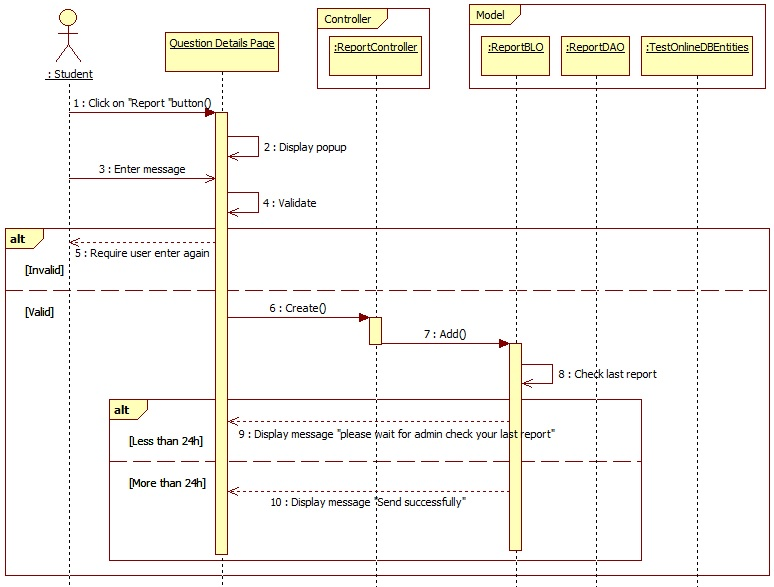 Controller
Model
Question Details Page
:ReportController
:ReportBLO
:ReportDAO
:TestOnlineDBEntities
: Student
1 : Click on "Report "button()
2 : Display popup
3 : Enter message
4 : Validate
alt
5 : Require user enter again
[Invalid]
[Valid]
6 : Create()
7 : Add()
8 : Check last report
alt
9 : Display message "please wait for admin check your last report"
[Less than 24h]
[More than 24h]
10 : Display message "Send successfully"